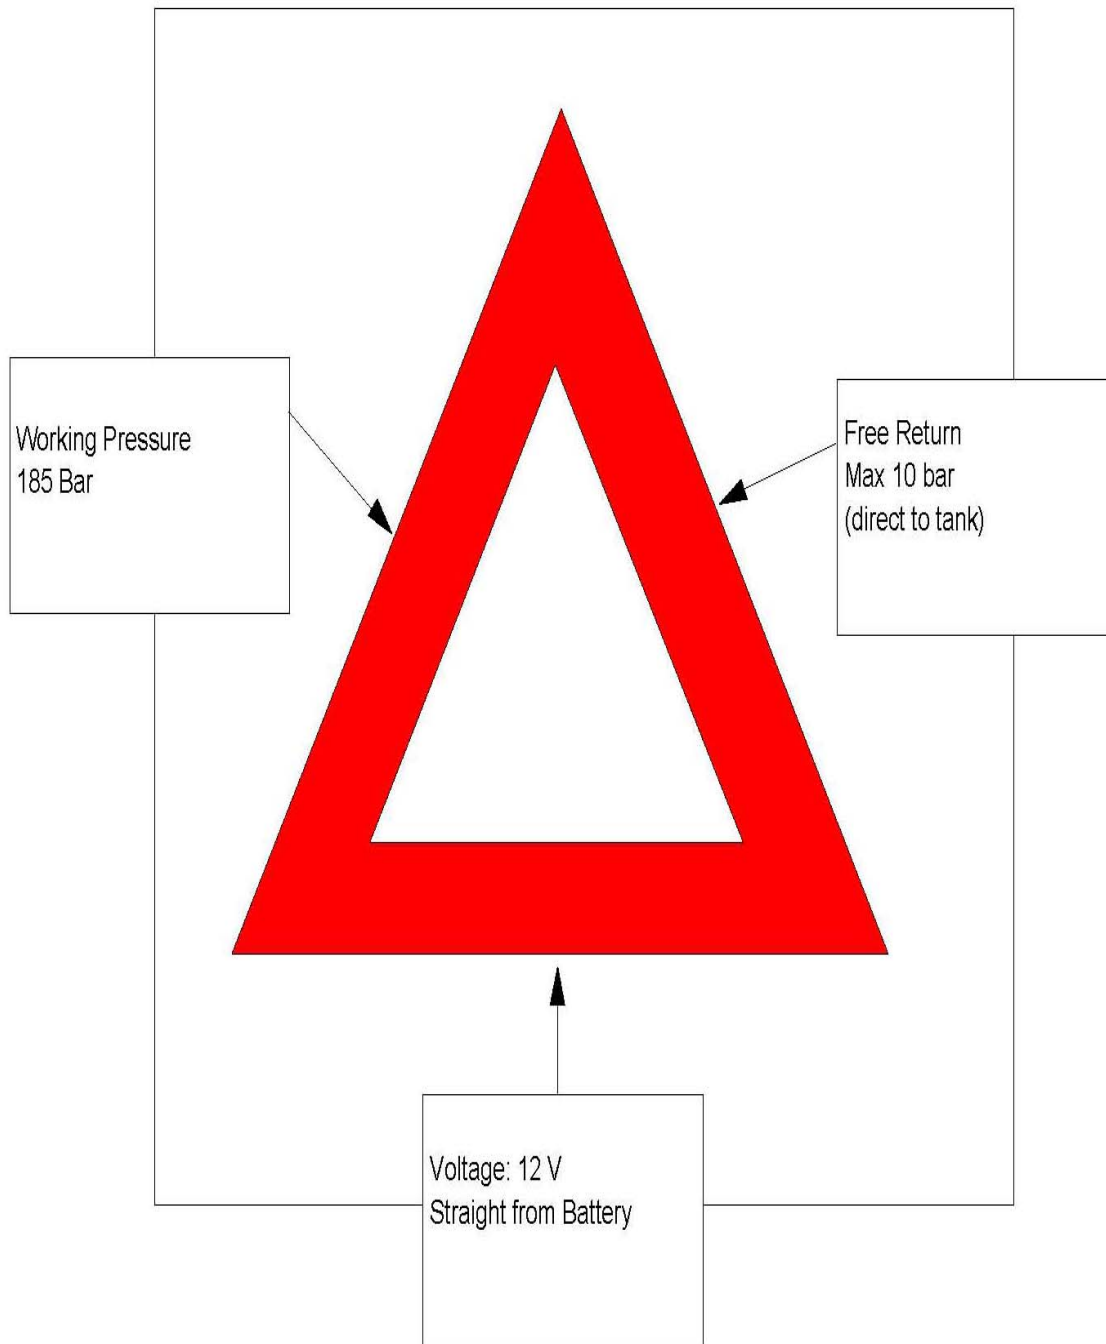 Working Pressure
185 Bar
Free Return
Max 10 bar
(direct to tank)
Voltage: 12 V
Straight from Battery